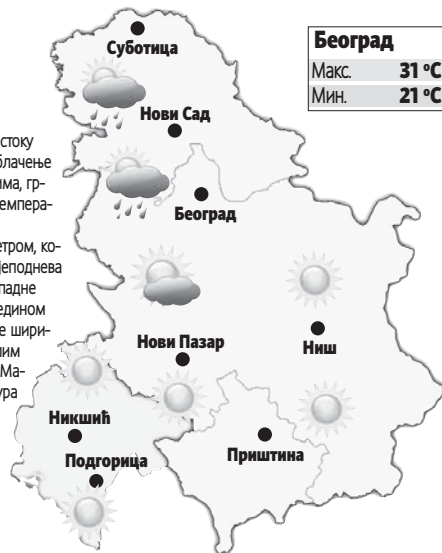 Суботица
Београд
Макс. 31 °C
Мин. 21 °C
Нови Сад
стоку
блачење
има, гр-
емпера-
Београд
етром, ко-
јеподнева
падне
едином
е шири-
лим
Ма-
ура
Нови Пазар
Ниш
Никшић
Подгорица
Приштина